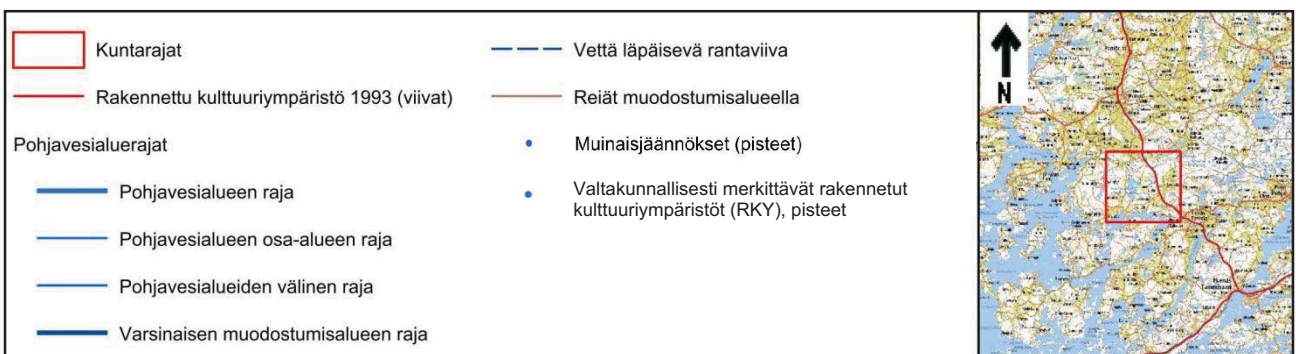 Kuntarajat
Rakennettu kulttuuriympäristö 1993 (viivat)
Pohjavesialuerajat
Pohjavesialueen raja
Pohjavesialueen osa-alueen raja
Pohjavesialueiden välinen raja
Varsinaisen muodostumisalueen raja
Vettä läpäisevä rantaviiva
Reiät muodostumisalueella
Muinaisjäännökset (pisteet)
Valtakunnallisesti merkittävät rakennetut
kulttuuriympäristöt (RKY), pisteet
N